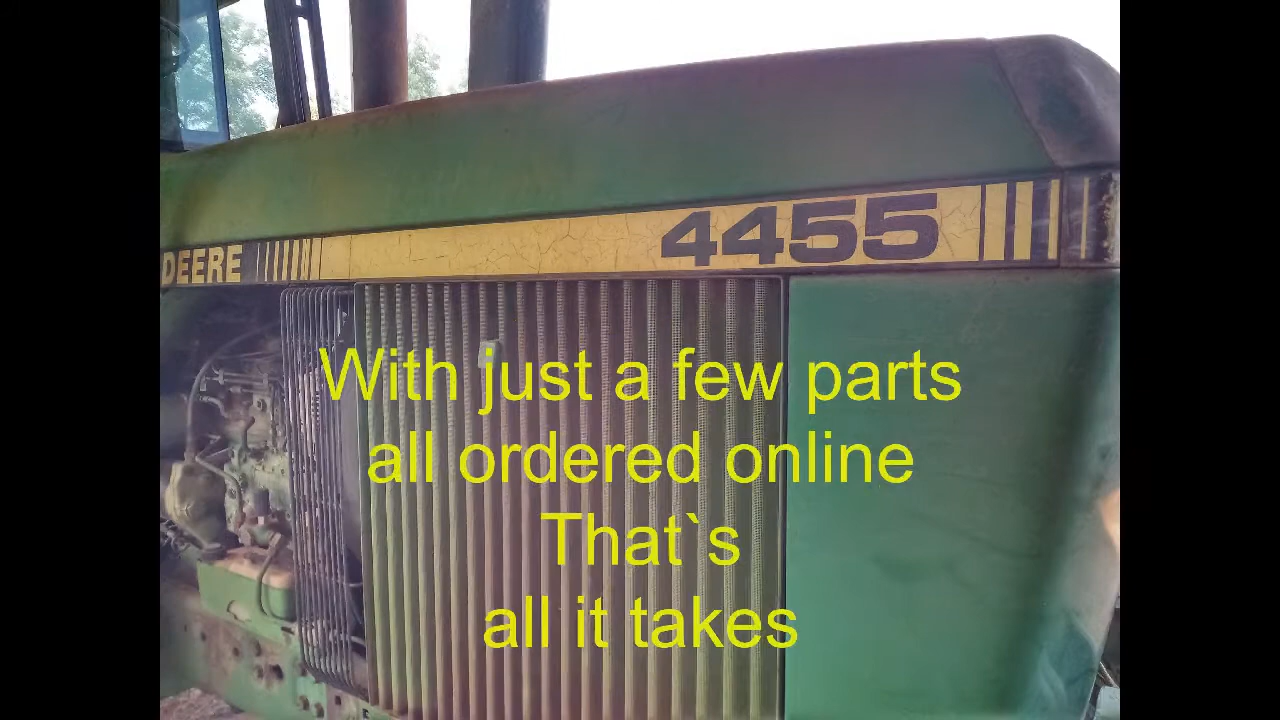 4455
DEERE
With just a few parts
all ordered online
That`s
all it takes